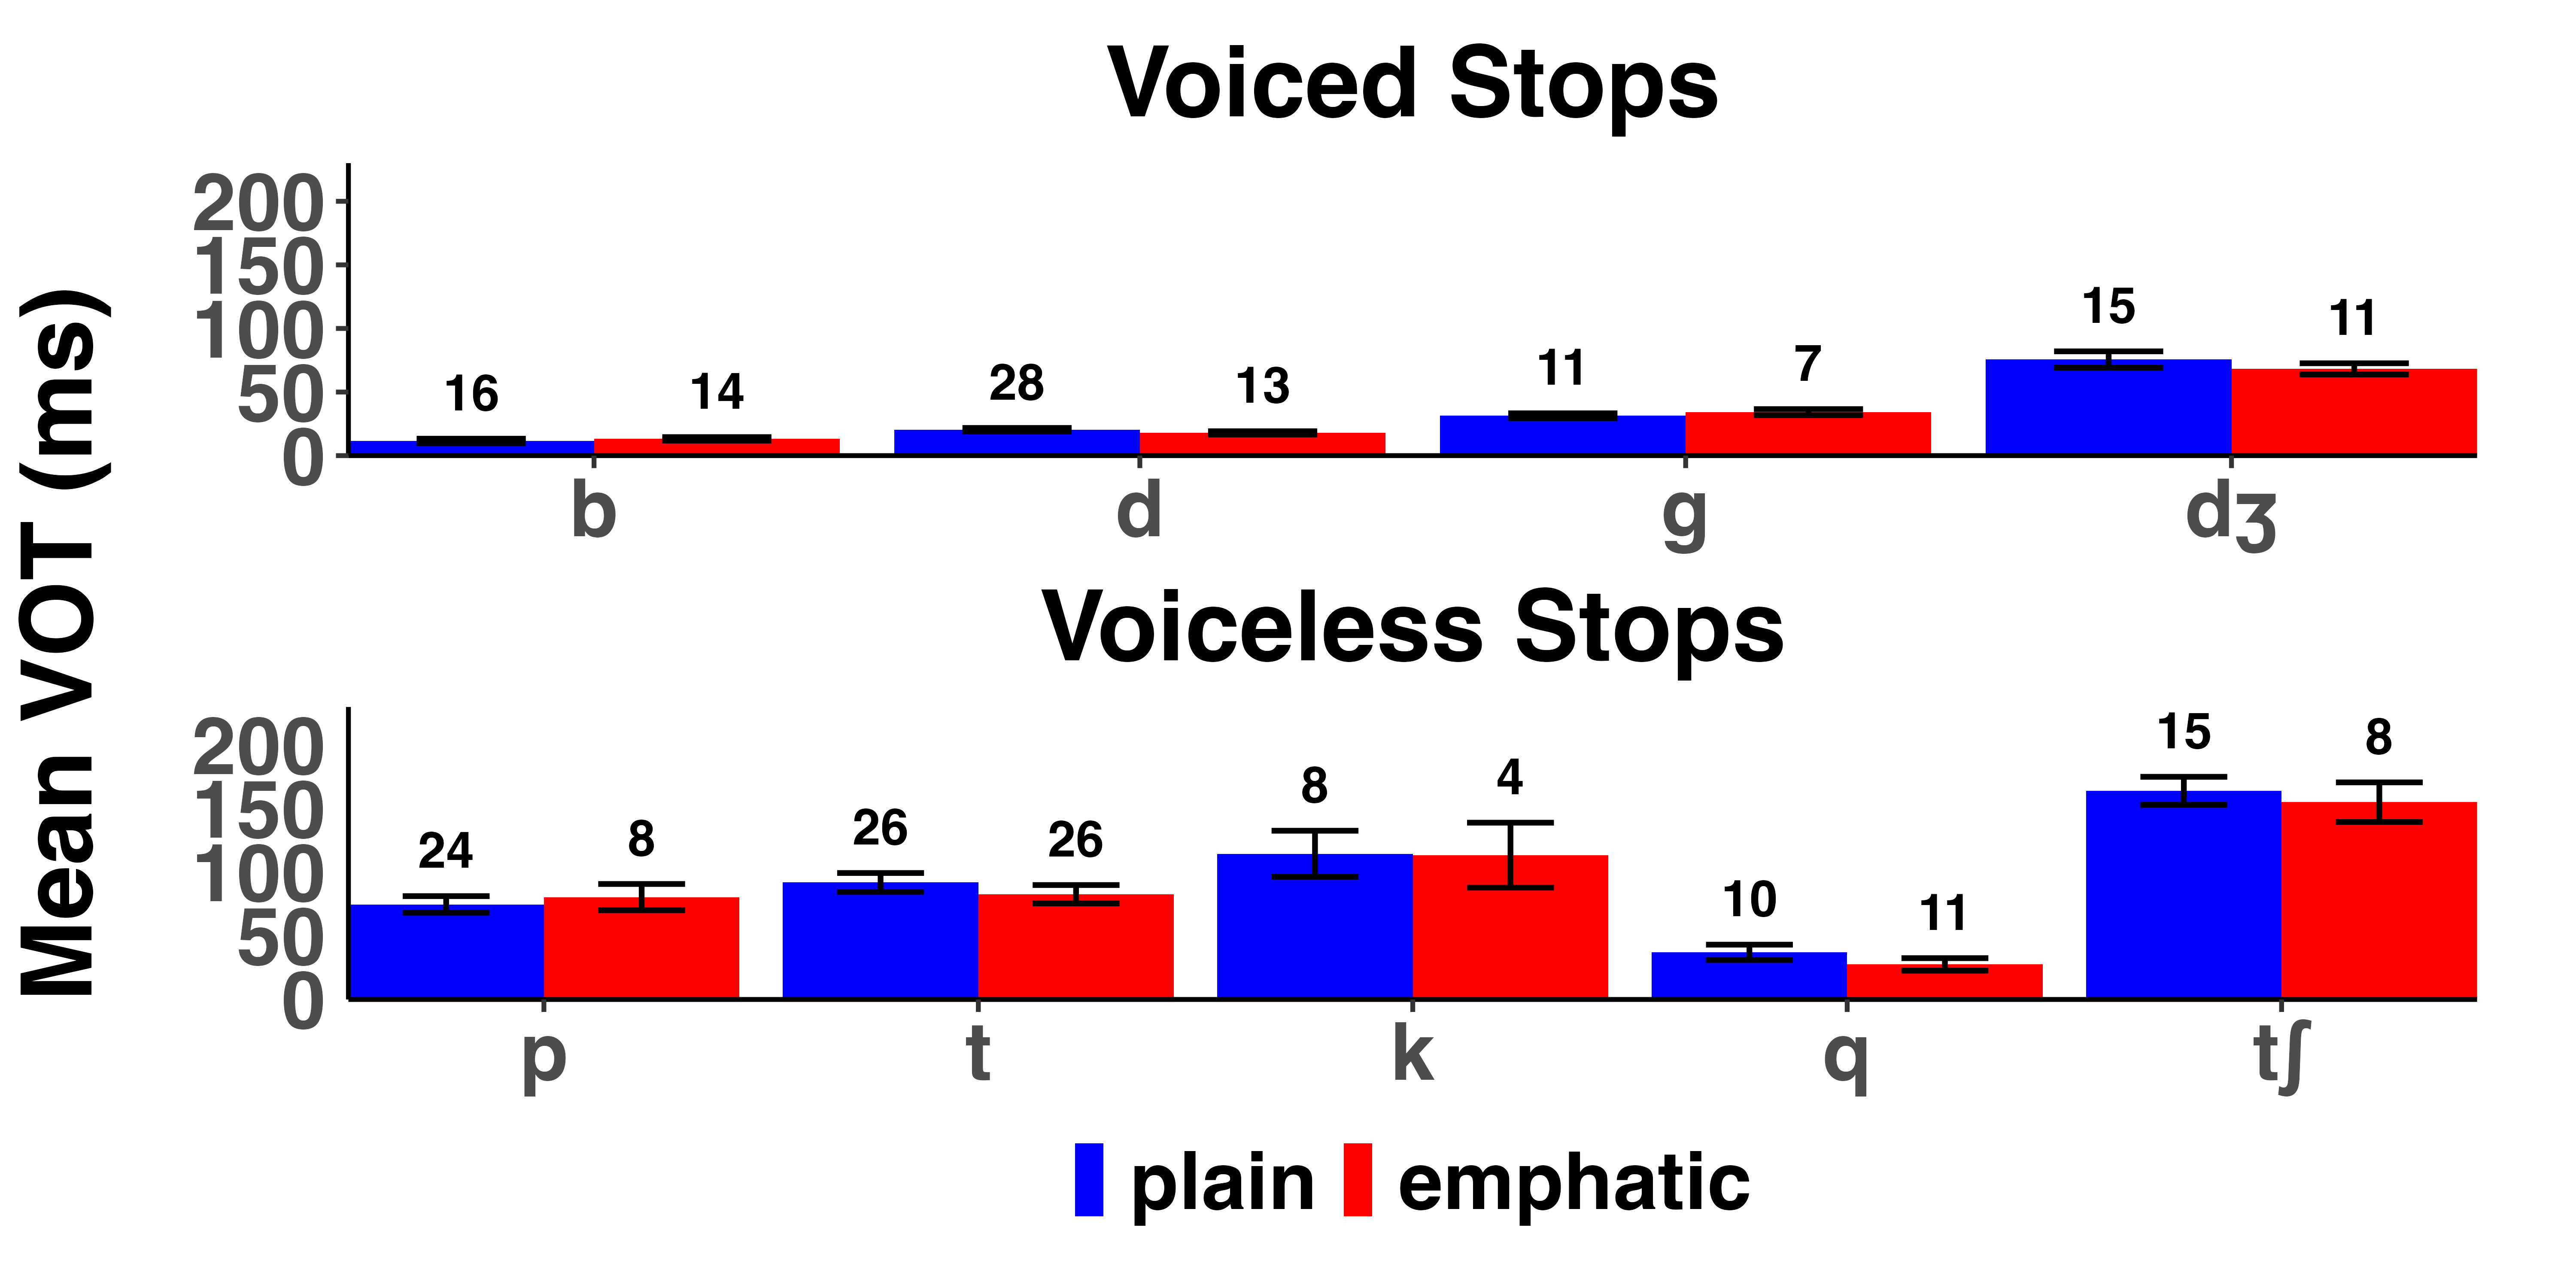 Voiced Stops
Mean VOT (ms)
200
150
100
50
0
16 14 28 13 11 7 15 11
b d g dʒ
Voiceless Stops
200
150
100
50
0
24 8 26 26 8 4 10 11 15 8
p t k q tʃ
plain emphatic